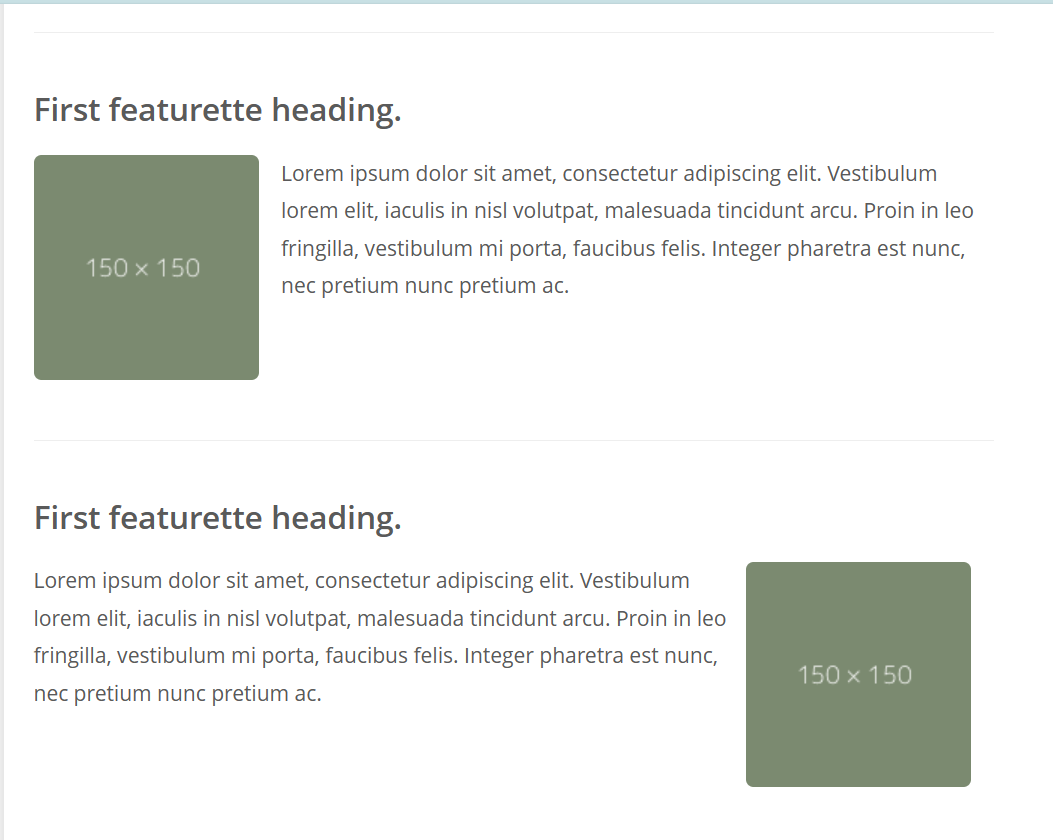 First featurette heading.
150 × 150
Lorem ipsum dolor sit amet, consectetur adipiscing elit. Vestibulum
lorem elit, iaculis in nisl volutpat, malesuada tincidunt arcu. Proin in leo
fringilla, vestibulum mi porta, faucibus felis. Integer pharetra est nunc,
nec pretium nunc pretium ac.
First featurette heading.
Lorem ipsum dolor sit amet, consectetur adipiscing elit. Vestibulum
lorem elit, iaculis in nisl volutpat, malesuada tincidunt arcu. Proin in leo
fringilla, vestibulum mi porta, faucibus felis. Integer pharetra est nunc,
nec pretium nunc pretium ac.
150 × 150